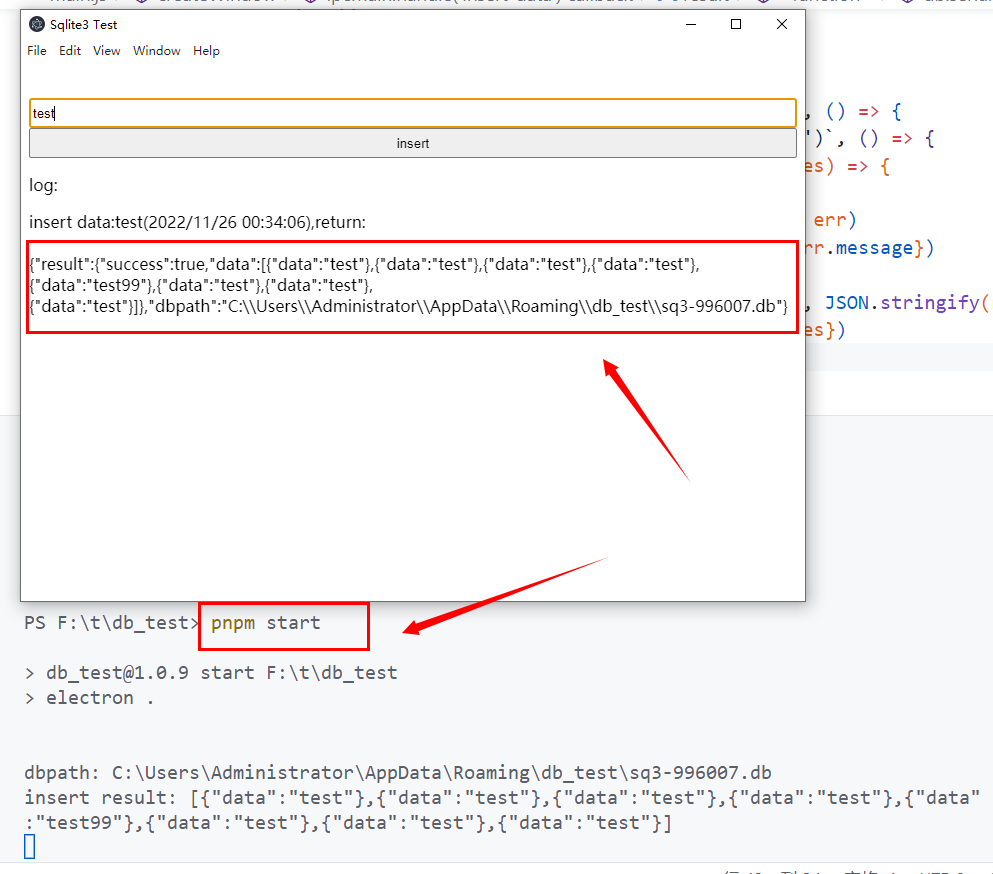 Sqlite3 Test
File Edit View Window Help
test
insert
log:
insert data:test(2022/11/26 00:34:06),return:
{"result":{"success":true,"data":[{"data":"test"},{"data":"test"},{"data":"test"},{"data":"test"},
{"data":"test99"},{"data":"test"},{"data":"test"},
{"data":"test"}]},"dbpath":"C:\\Users\\Administrator\\AppData\\Roaming\\db_test\\sq3-996007.db"}
, () => {
')`, () => {
es) => {
err)
rr.message})
, JSON.stringify(
es})
PS F:\t\db_test> pnpm start
> db_test@1.0.9 start F:\t\db_test
> electron .
dbpath: C:\Users\Administrator\AppData\Roaming\db_test\sq3-996007.db
insert result: [{"data":"test"},{"data":"test"},{"data":"test"},{"data":"test"},{"data"
:"test99"},{"data":"test"},{"data":"test"},{"data":"test"}]